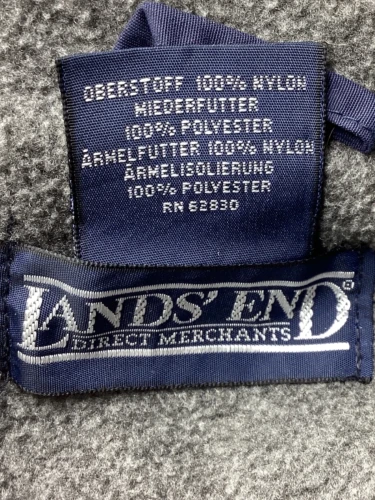 OBERSTOFF 100% NYLON
MIEDERFUTTER
100% POLYESTER
ÄRMELFUTTER 100% NYLON
ÄRMELISOLIERUNG
100% POLYESTER
RN 62830
LANDS' END®
DIRECT MERCHANTS